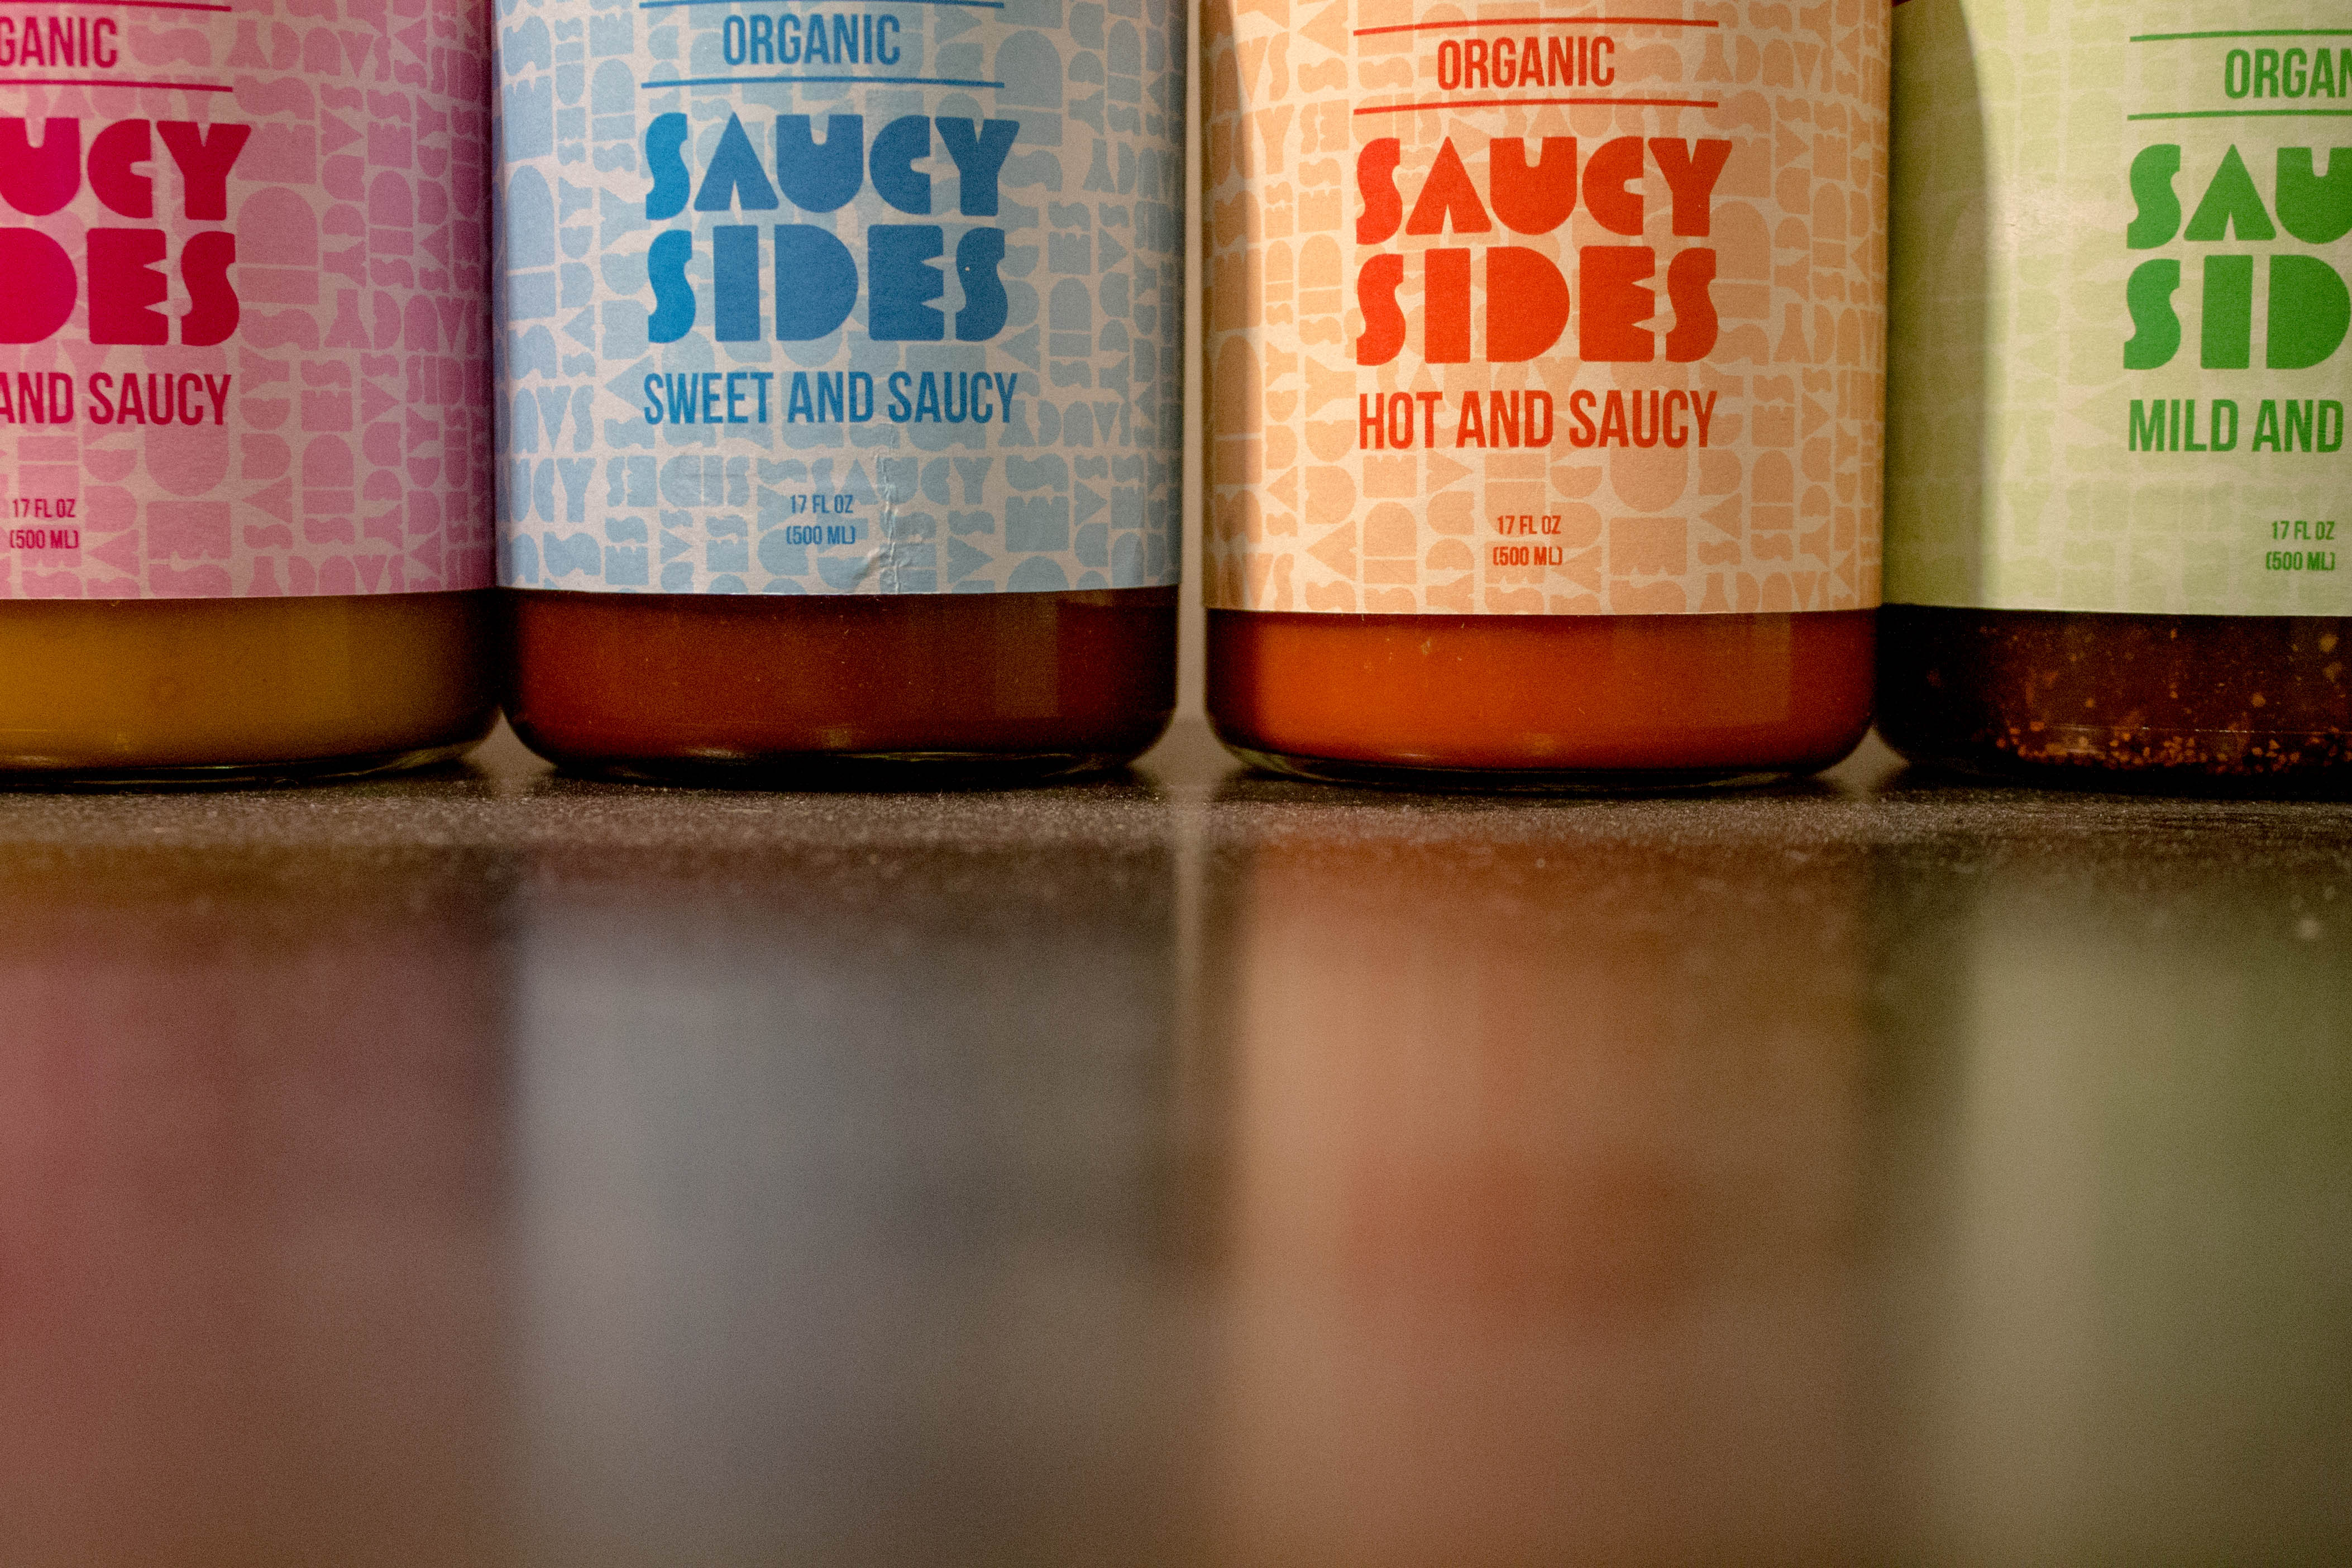 GANIC
UCY
DES
AND SAUCY
17 FL OZ
(500 ML)
ORGANIC
SAUCY
SIDES
SWEET AND SAUCY
17 FL OZ
(500 ML)
ORGANIC
SAUCY
SIDES
HOT AND SAUCY
17 FL OZ
(500 ML)
ORGAN
SAU
SID
MILD AND
17 FL OZ
(500 ML)